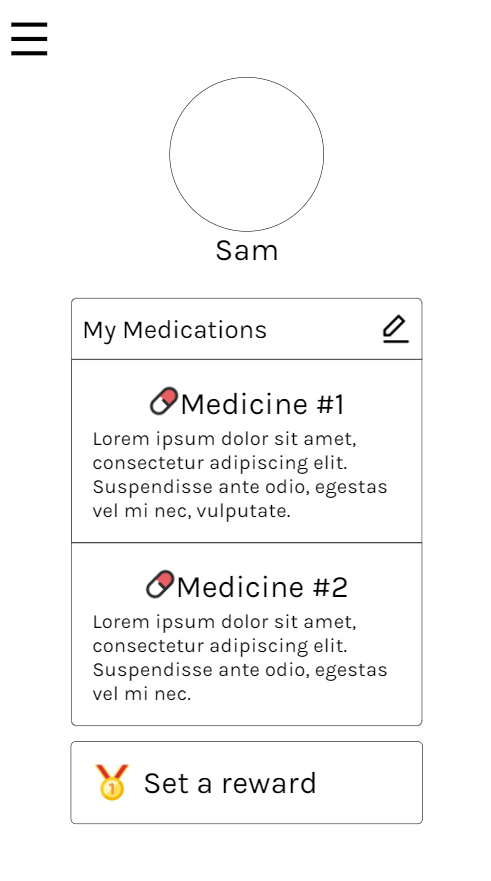 Sam
My Medications
Medicine #1
Lorem ipsum dolor sit amet,
consectetur adipiscing elit.
Suspendisse ante odio, egestas
vel mi nec, vulputate.
Medicine #2
Lorem ipsum dolor sit amet,
consectetur adipiscing elit.
Suspendisse ante odio, egestas
vel mi nec.
1
Set a reward